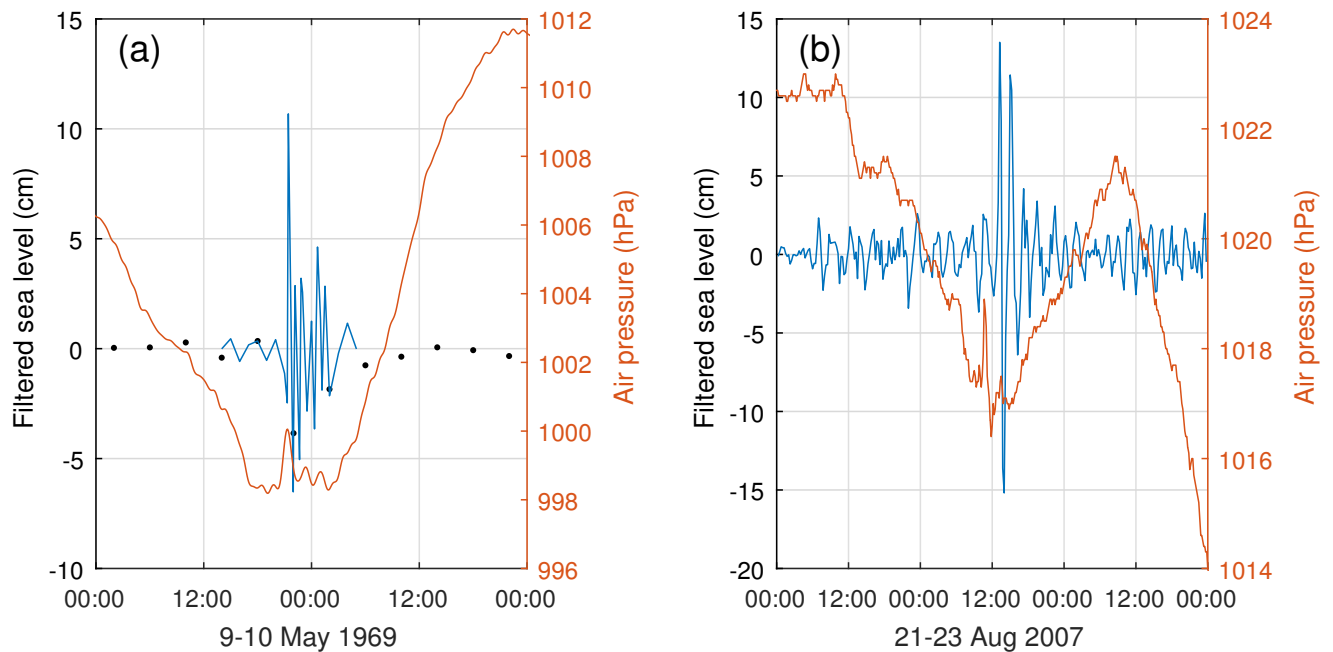 (a)
Filtered sea level (cm)
15
10
5
0
-5
-10
Air pressure (hPa)
1012
1010
1008
1006
1004
1002
1000
998
996
00:00 12:00 00:00 12:00 00:00
9-10 May 1969
(b)
Filtered sea level (cm)
15
10
5
0
-5
-10
-15
-20
Air pressure (hPa)
1024
1022
1020
1018
1016
1014
00:00 12:00 00:00 12:00 00:00 12:00 00:00
21-23 Aug 2007